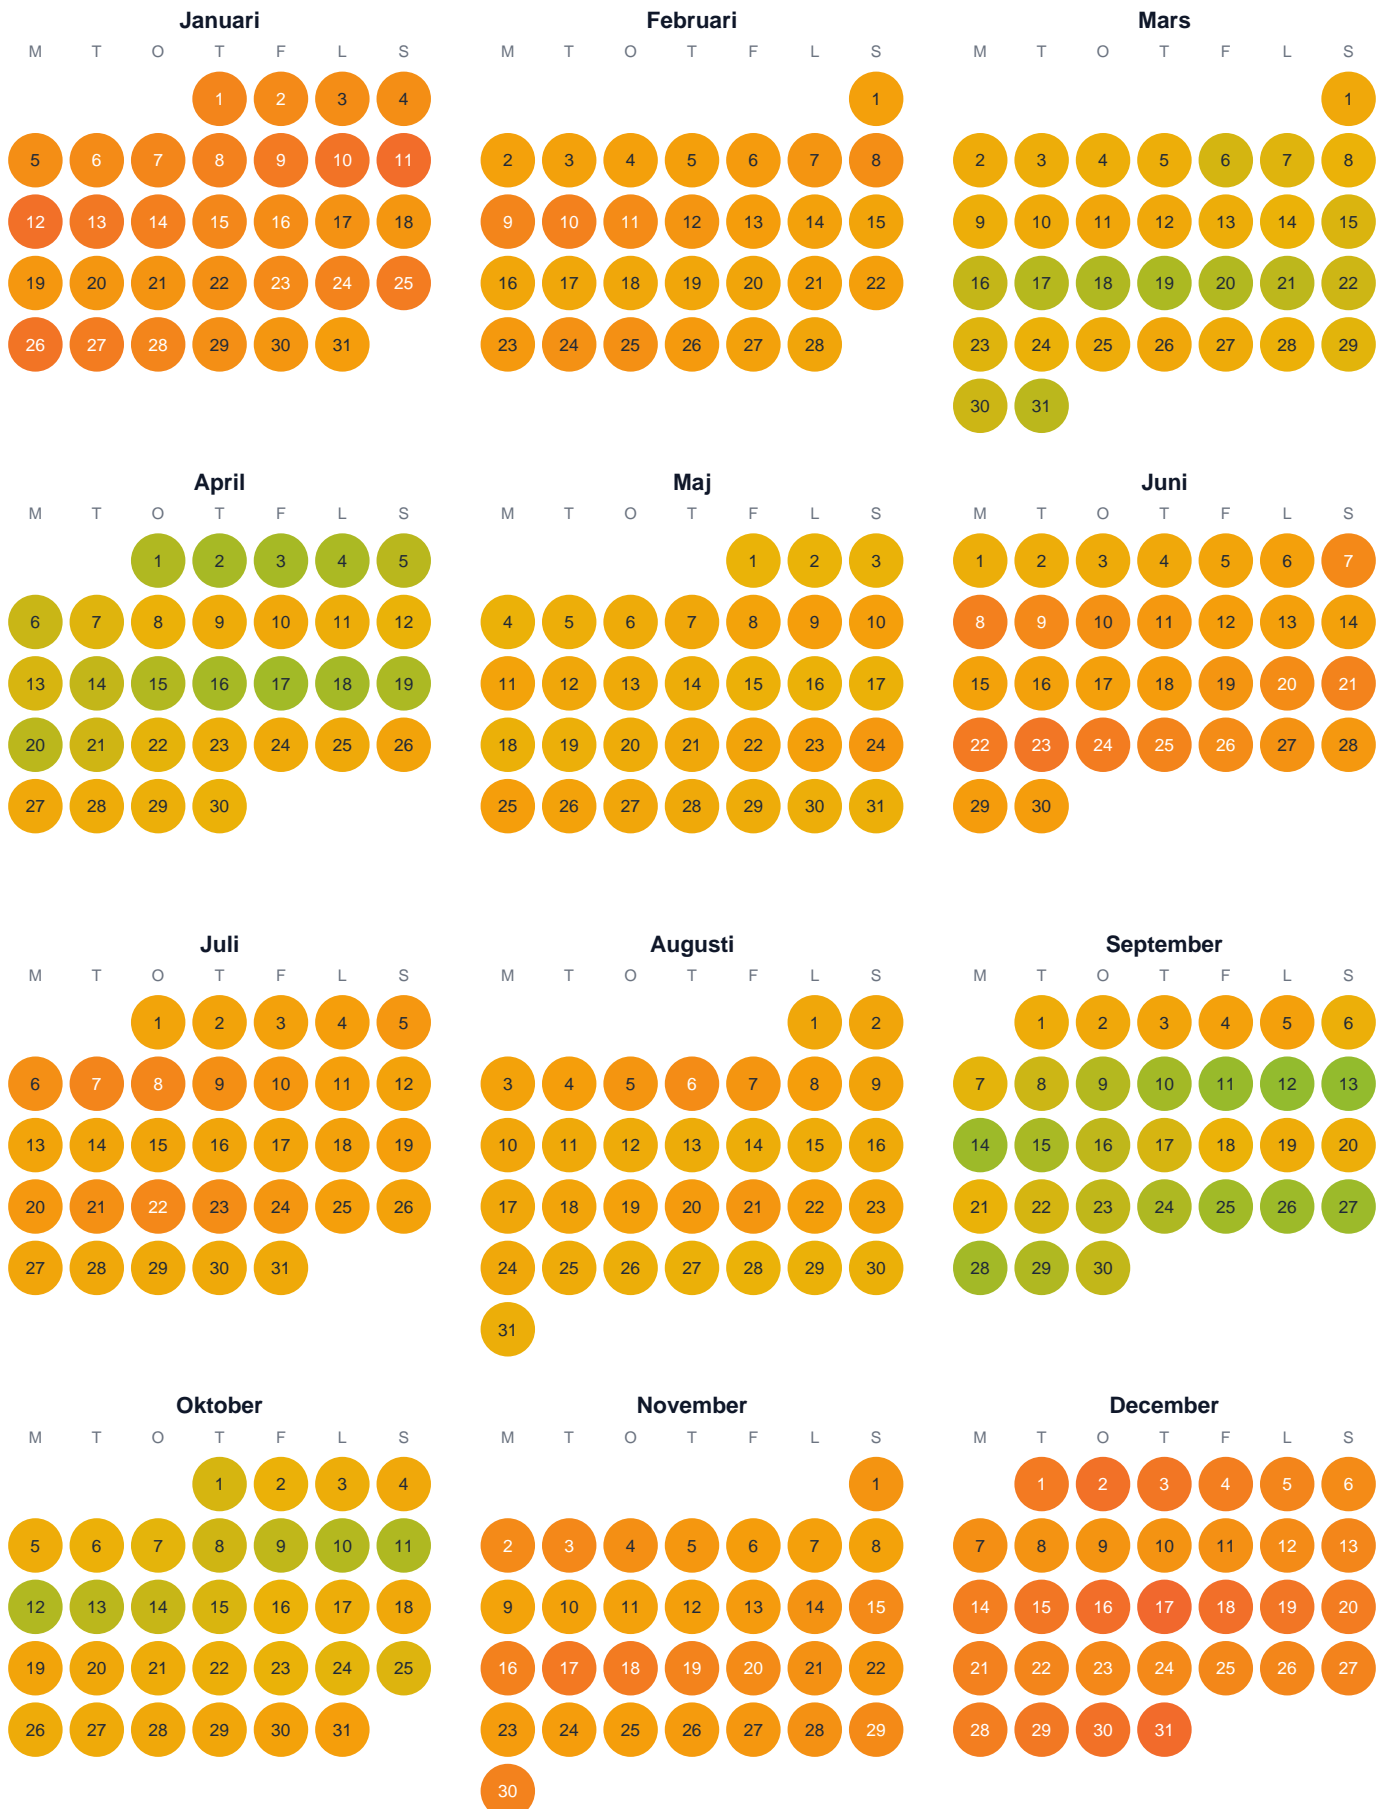 Januari
M T O T F L S
1 2 3 4
5 6 7 8 9 10 11
12 13 14 15 16 17 18
19 20 21 22 23 24 25
26 27 28 29 30 31
Februari
M T O T F L S
1
2 3 4 5 6 7 8
9 10 11 12 13 14 15
16 17 18 19 20 21 22
23 24 25 26 27 28
Mars
M T O T F L S
1
2 3 4 5 6 7 8
9 10 11 12 13 14 15
16 17 18 19 20 21 22
23 24 25 26 27 28 29
30 31
April
M T O T F L S
1 2 3 4 5
6 7 8 9 10 11 12
13 14 15 16 17 18 19
20 21 22 23 24 25 26
27 28 29 30
Maj
M T O T F L S
1 2 3
4 5 6 7 8 9 10
11 12 13 14 15 16 17
18 19 20 21 22 23 24
25 26 27 28 29 30 31
Juni
M T O T F L S
1 2 3 4 5 6 7
8 9 10 11 12 13 14
15 16 17 18 19 20 21
22 23 24 25 26 27 28
29 30
Juli
M T O T F L S
1 2 3 4 5
6 7 8 9 10 11 12
13 14 15 16 17 18 19
20 21 22 23 24 25 26
27 28 29 30 31
Augusti
M T O T F L S
1 2
3 4 5 6 7 8 9
10 11 12 13 14 15 16
17 18 19 20 21 22 23
24 25 26 27 28 29 30
31
September
M T O T F L S
1 2 3 4 5 6
7 8 9 10 11 12 13
14 15 16 17 18 19 20
21 22 23 24 25 26 27
28 29 30
Oktober
M T O T F L S
1 2 3 4
5 6 7 8 9 10 11
12 13 14 15 16 17 18
19 20 21 22 23 24 25
26 27 28 29 30 31
November
M T O T F L S
1
2 3 4 5 6 7 8
9 10 11 12 13 14 15
16 17 18 19 20 21 22
23 24 25 26 27 28 29
30
December
M T O T F L S
1 2 3 4 5 6
7 8 9 10 11 12 13
14 15 16 17 18 19 20
21 22 23 24 25 26 27
28 29 30 31